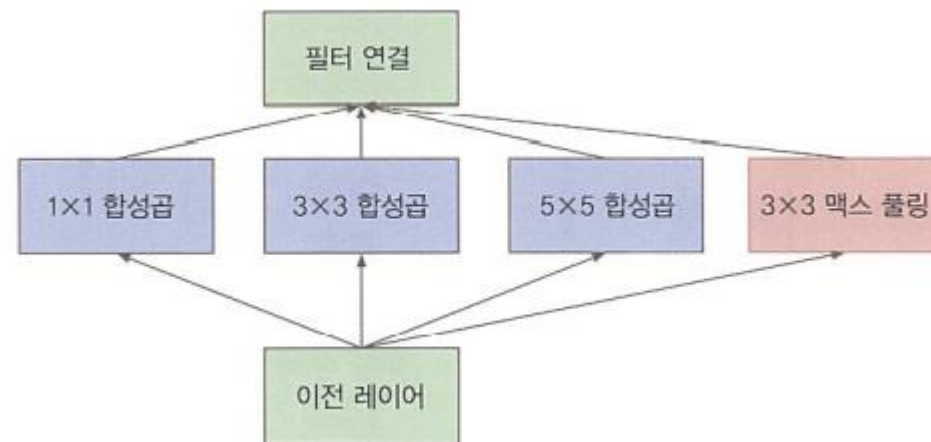 필터 연결
1×1 합성곱
3×3 합성곱
5×5 합성곱
3×3 맥스 풀링
이전 레이어